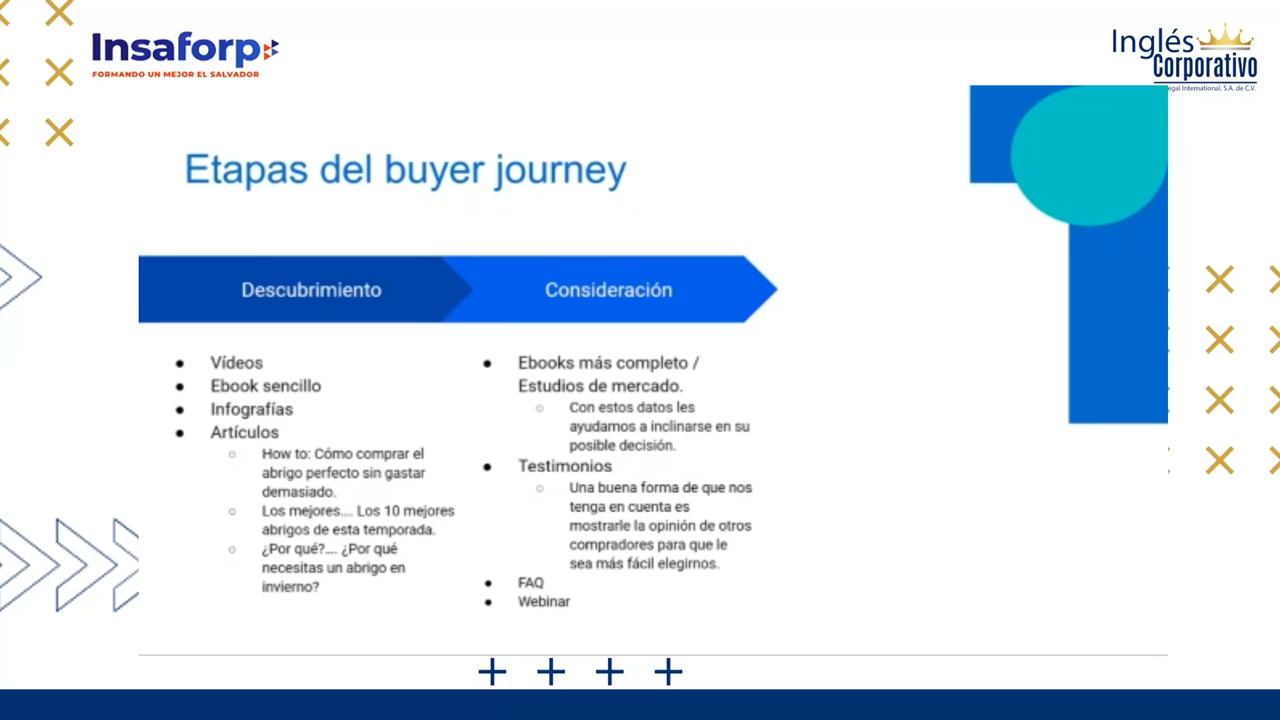 Insaforp
FORMANDO UN MEJOR EL SALVADOR
Inglés
Corporativo
legal International, S.A. de C.V.
Etapas del buyer journey
Descubrimiento
Consideración
● Vídeos
● Ebook sencillo
● Infografías
● Artículos
○ How to: Cómo comprar el
abrigo perfecto sin gastar
demasiado.
○ Los mejores.... Los 10 mejores
abrigos de esta temporada.
○ ¿Por qué?.... ¿Por qué
necesitas un abrigo en
invierno?
● Ebooks más completo /
Estudios de mercado.
○ Con estos datos les
ayudamos a inclinarse en su
posible decisión.
● Testimonios
○ Una buena forma de que nos
tenga en cuenta es
mostrarle la opinión de otros
compradores para que le
sea más fácil elegirnos.
● FAQ
● Webinar